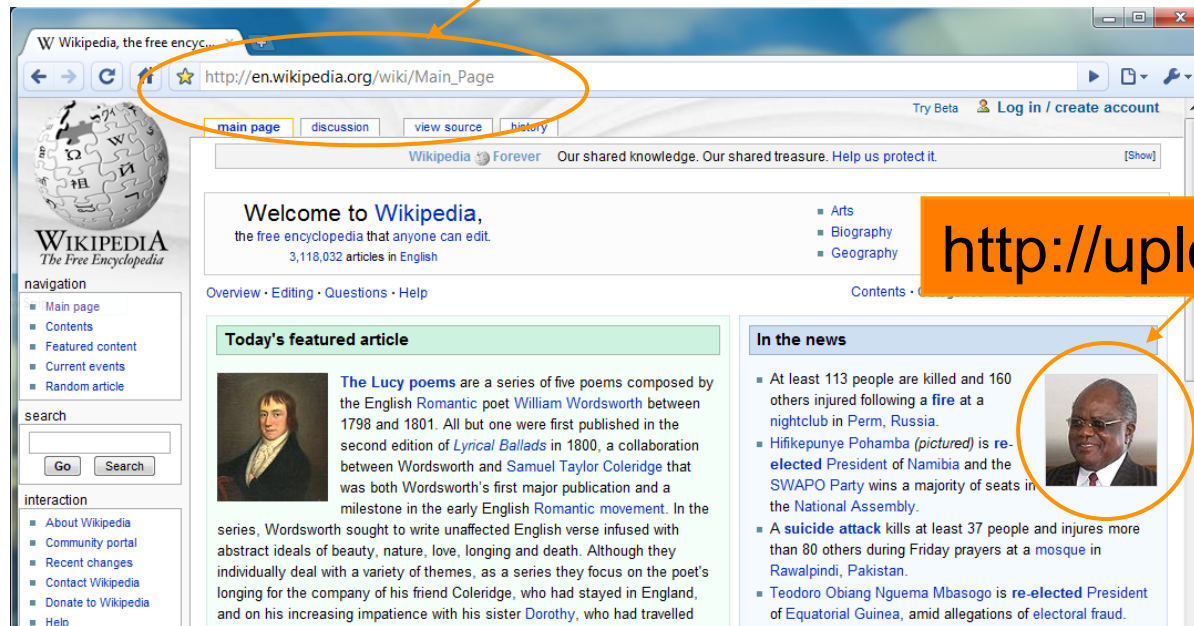 W Wikipedia, the free encyc...
http://en.wikipedia.org/wiki/Main_Page
Try Beta Log in / create account
main page discussion view source history
Wikipedia Forever Our shared knowledge. Our shared treasure. Help us protect it. [Show]
WIKIPEDIA
The Free Encyclopedia
navigation
Main page
Contents
Featured content
Current events
Random article
search
Go Search
interaction
About Wikipedia
Community portal
Recent changes
Contact Wikipedia
Donate to Wikipedia
Help
Welcome to Wikipedia,
the free encyclopedia that anyone can edit.
3,118,032 articles in English
Arts
Biography
Geography
http://uplo
Overview · Editing · Questions · Help
Contents ·
Today's featured article
The Lucy poems are a series of five poems composed by
the English Romantic poet William Wordsworth between
1798 and 1801. All but one were first published in the
second edition of Lyrical Ballads in 1800, a collaboration
between Wordsworth and Samuel Taylor Coleridge that
was both Wordsworth's first major publication and a
milestone in the early English Romantic movement. In the
series, Wordsworth sought to write unaffected English verse infused with
abstract ideals of beauty, nature, love, longing and death. Although they
individually deal with a variety of themes, as a series they focus on the poet's
longing for the company of his friend Coleridge, who had stayed in England,
and on his increasing impatience with his sister Dorothy, who had travelled
In the news
At least 113 people are killed and 160
others injured following a fire at a
nightclub in Perm, Russia.
Hifikepunye Pohamba (pictured) is re-
elected President of Namibia and the
SWAPO Party wins a majority of seats in
the National Assembly.
A suicide attack kills at least 37 people and injures more
than 80 others during Friday prayers at a mosque in
Rawalpindi, Pakistan.
Teodoro Obiang Nguema Mbasogo is re-elected President
of Equatorial Guinea, amid allegations of electoral fraud.